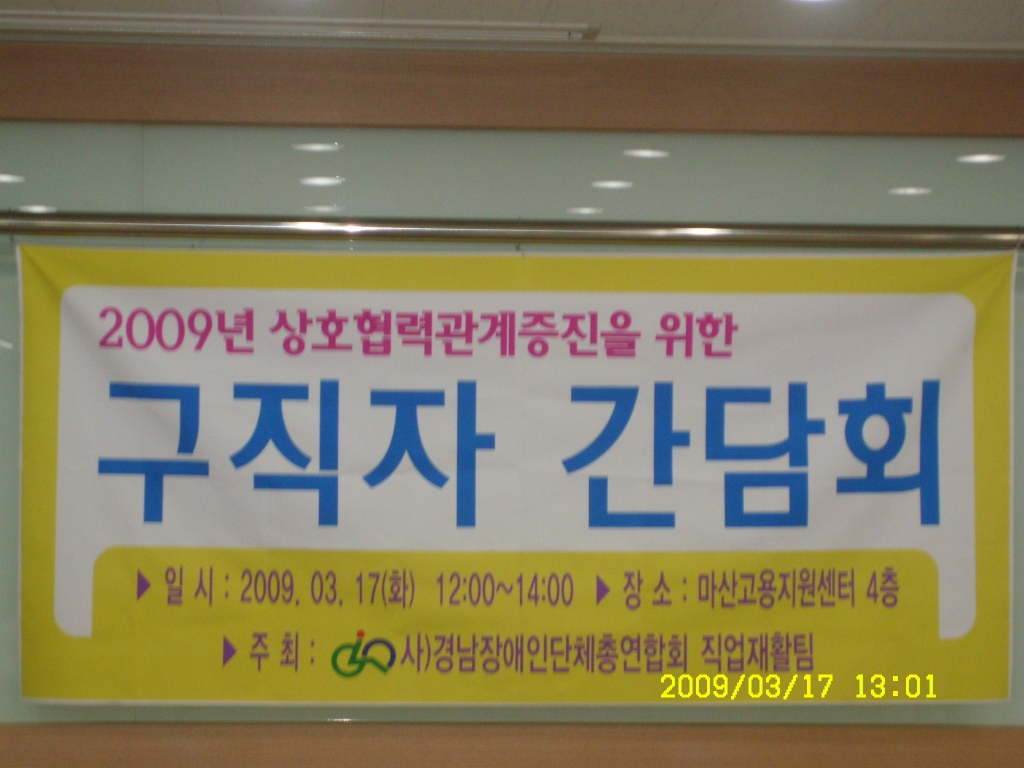 2009년 상호협력관계증진을 위한
구직자 간담회
▶ 일 시 : 2009. 03. 17(화) 12:00~14:00 ▶ 장 소 : 마산고용지원센터 4층
▶ 주 최 : 사)경남장애인단체총연합회 직업재활팀
2009/03/17 13:01